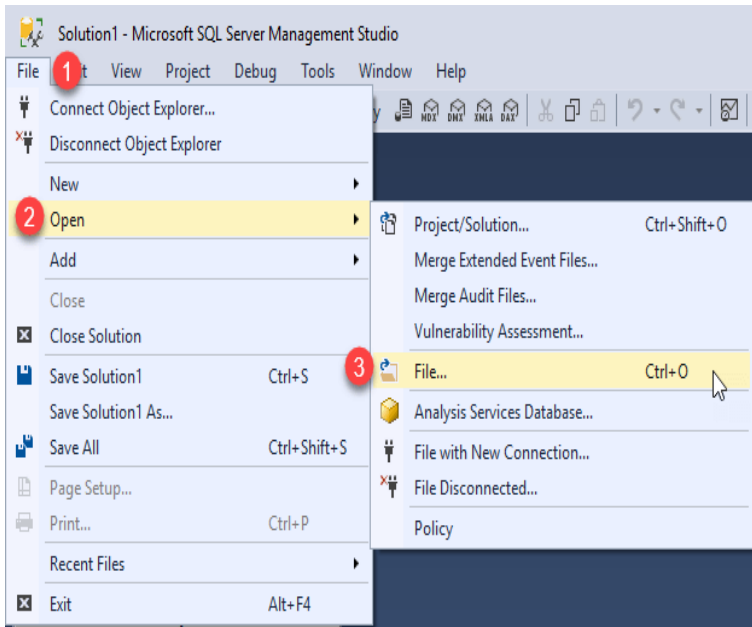 Solution1 - Microsoft SQL Server Management Studio
File 1 t View Project Debug Tools Window Help
y MDX DMX XMLA DAX
Connect Object Explorer...
Disconnect Object Explorer
New
2 Open
Add
Close
Close Solution
Save Solution1 Ctrl+S
Save Solution1 As...
Save All Ctrl+Shift+S
Page Setup...
Print... Ctrl+P
Recent Files
Exit Alt+F4
Project/Solution... Ctrl+Shift+O
Merge Extended Event Files...
Merge Audit Files...
Vulnerability Assessment...
3 File... Ctrl+O
Analysis Services Database...
File with New Connection...
File Disconnected...
Policy